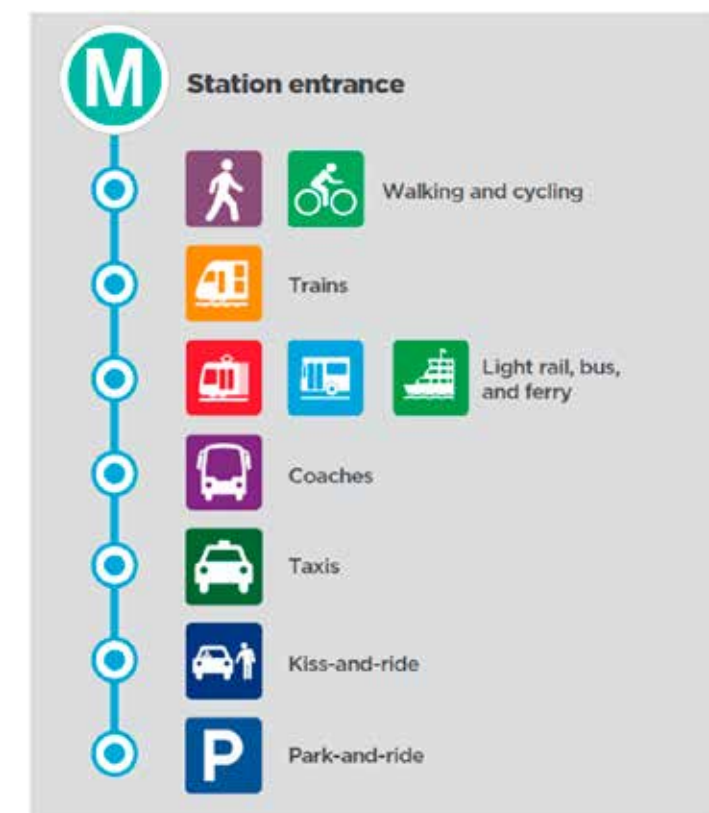 M
Station entrance
Walking and cycling
Trains
Light rail, bus,
and ferry
Coaches
Taxis
Kiss-and-ride
P
Park-and-ride